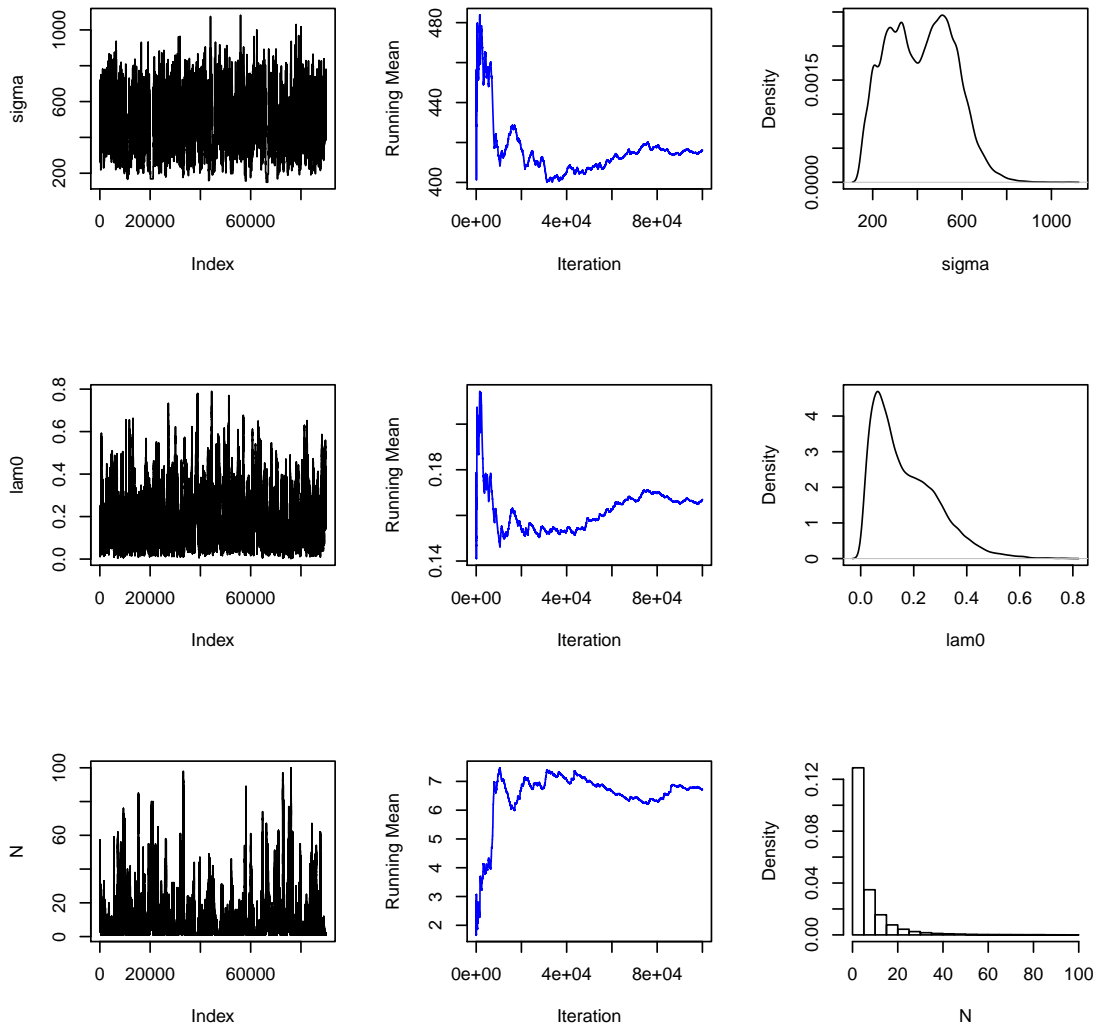 sigma
200
600
1000
0
20000
60000
Index
Running Mean
400
440
480
0e+00
4e+04
8e+04
Iteration
Density
0.0000
0.0015
200
600
1000
sigma
lam0
0.0
0.2
0.4
0.6
0.8
0
20000
60000
Index
Running Mean
0.14
0.18
0e+00
4e+04
8e+04
Iteration
Density
0
1
2
3
4
0.0
0.2
0.4
0.6
0.8
lam0
N
0
20
60
100
0
20000
60000
Index
Running Mean
2
3
4
5
6
7
0e+00
4e+04
8e+04
Iteration
Density
0.00
0.04
0.08
0.12
0
20
40
60
80
100
N